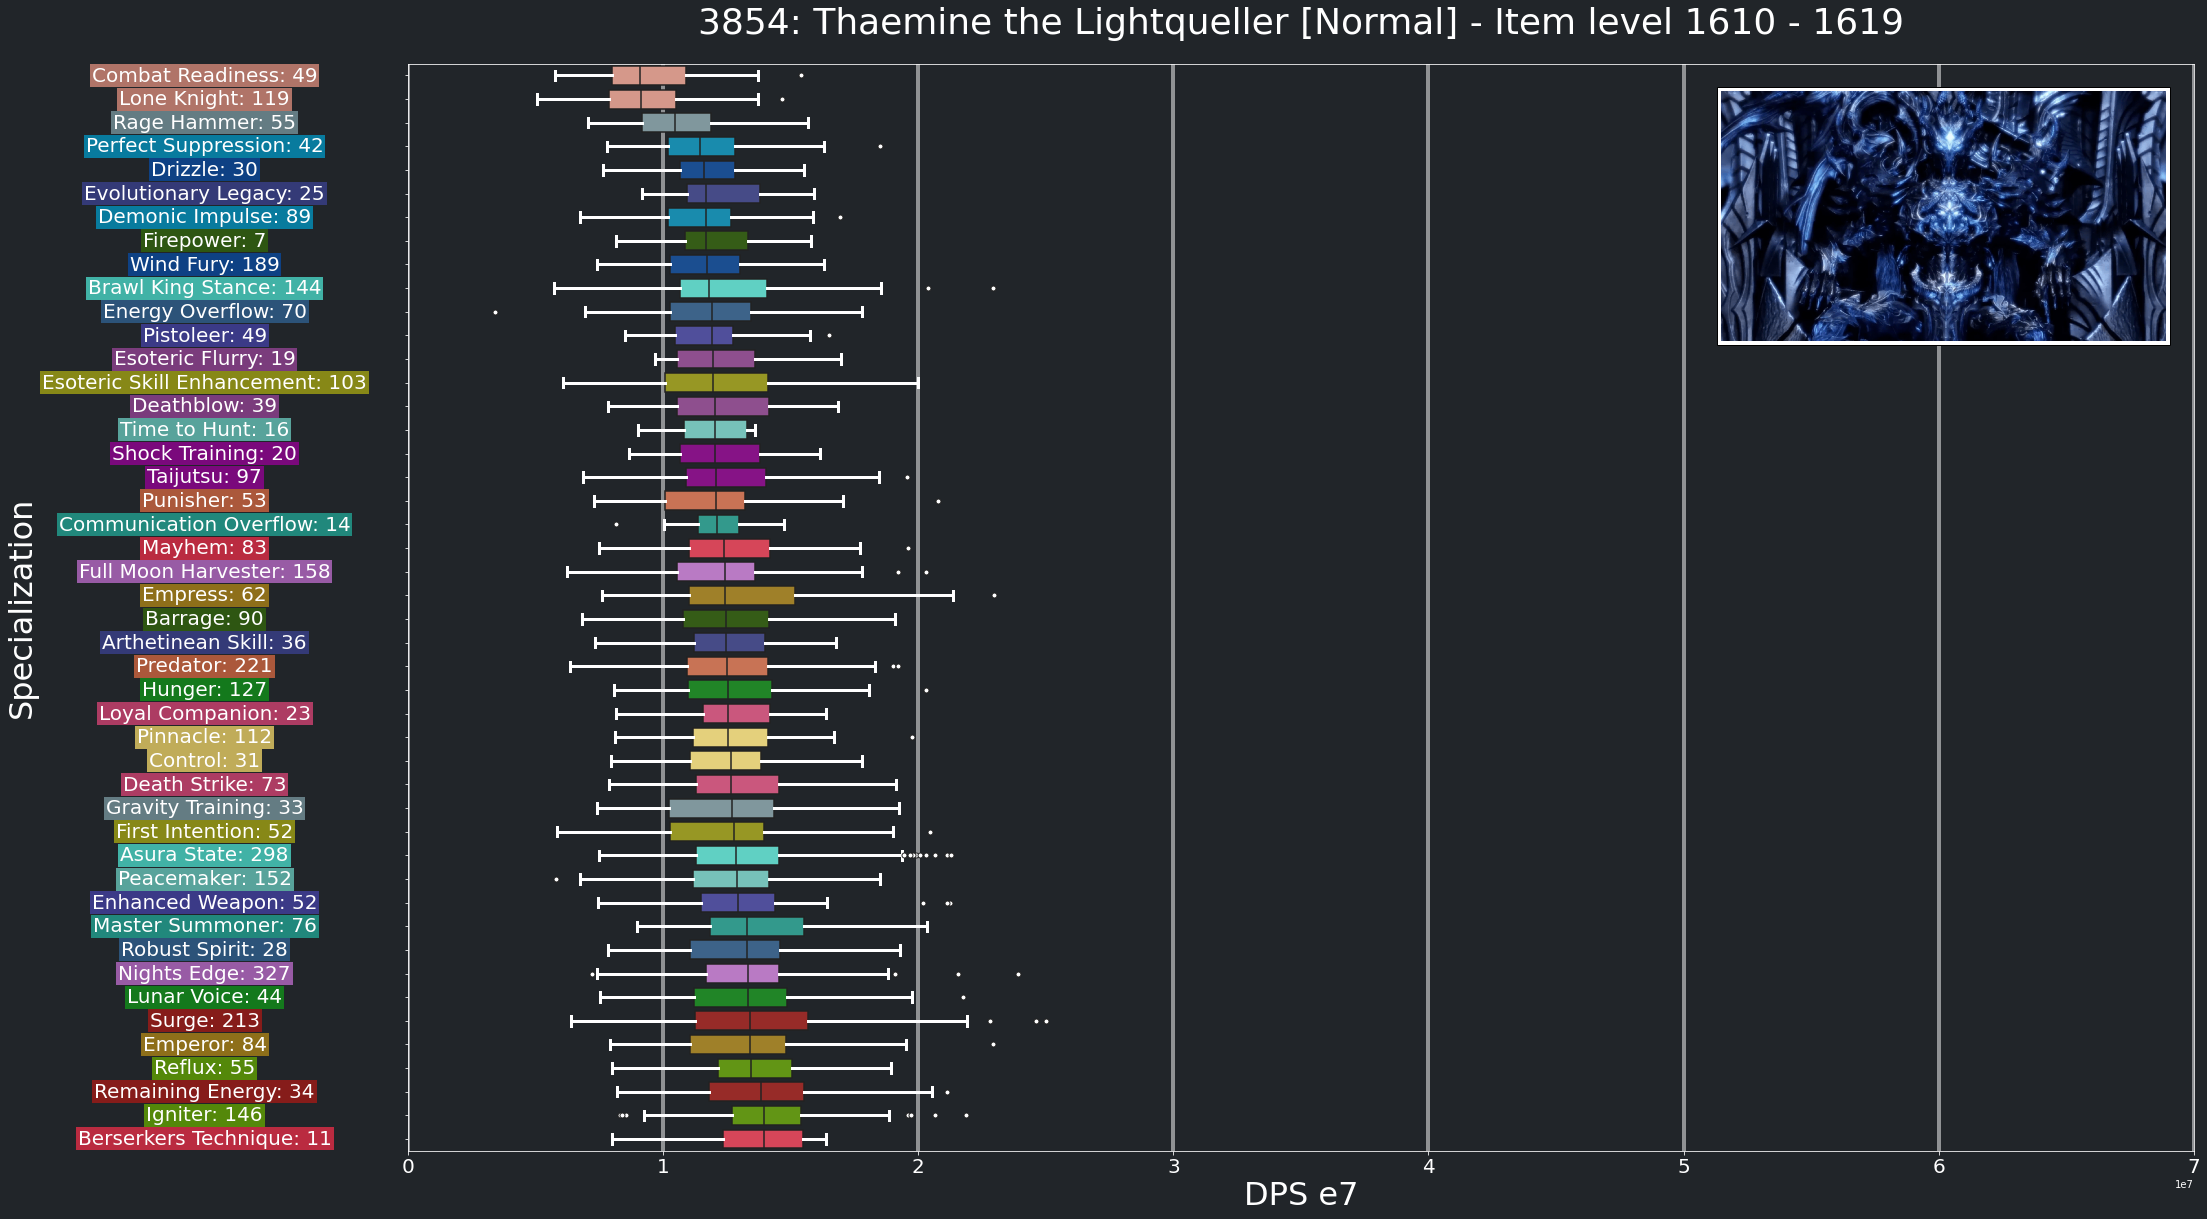 3854: Thaemine the Lightqueller [Normal] - Item level 1610 - 1619
Combat Readiness: 49
Lone Knight: 119
Rage Hammer: 55
Perfect Suppression: 42
Drizzle: 30
Evolutionary Legacy: 25
Demonic Impulse: 89
Firepower: 7
Wind Fury: 189
Brawl King Stance: 144
Energy Overflow: 70
Pistoleer: 49
Esoteric Flurry: 19
Esoteric Skill Enhancement: 103
Deathblow: 39
Time to Hunt: 16
Shock Training: 20
Taijutsu: 97
Punisher: 53
Communication Overflow: 14
Mayhem: 83
Full Moon Harvester: 158
Empress: 62
Barrage: 90
Arthetinean Skill: 36
Predator: 221
Hunger: 127
Loyal Companion: 23
Pinnacle: 112
Control: 31
Death Strike: 73
Gravity Training: 33
First Intention: 52
Asura State: 298
Peacemaker: 152
Enhanced Weapon: 52
Master Summoner: 76
Robust Spirit: 28
Nights Edge: 327
Lunar Voice: 44
Surge: 213
Emperor: 84
Reflux: 55
Remaining Energy: 34
Igniter: 146
Berserkers Technique: 11
Specialization
0 1 2 3 4 5 6 7
1e7
DPS e7